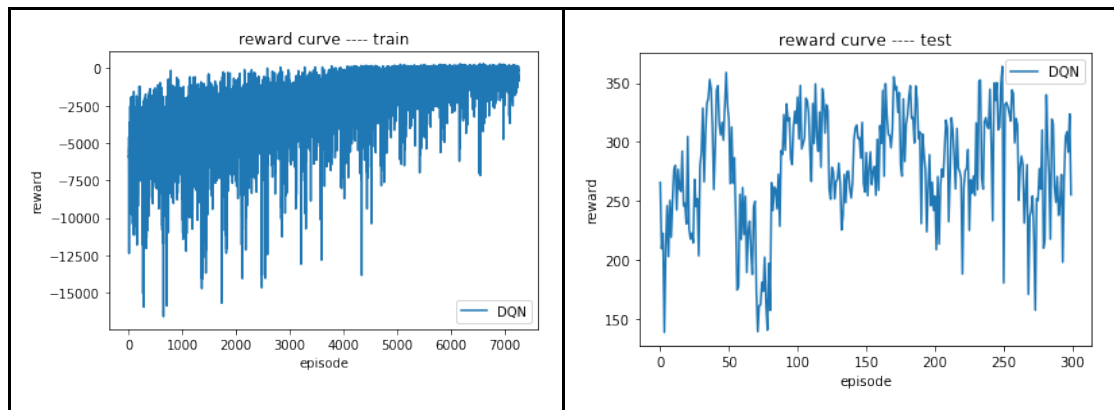 reward curve ---- train
0
−2500
−5000
−7500
−10000
−12500
−15000
reward
DQN
0 1000 2000 3000 4000 5000 6000 7000
episode
reward curve ---- test
DQN
350
300
250
200
150
reward
0 50 100 150 200 250 300
episode